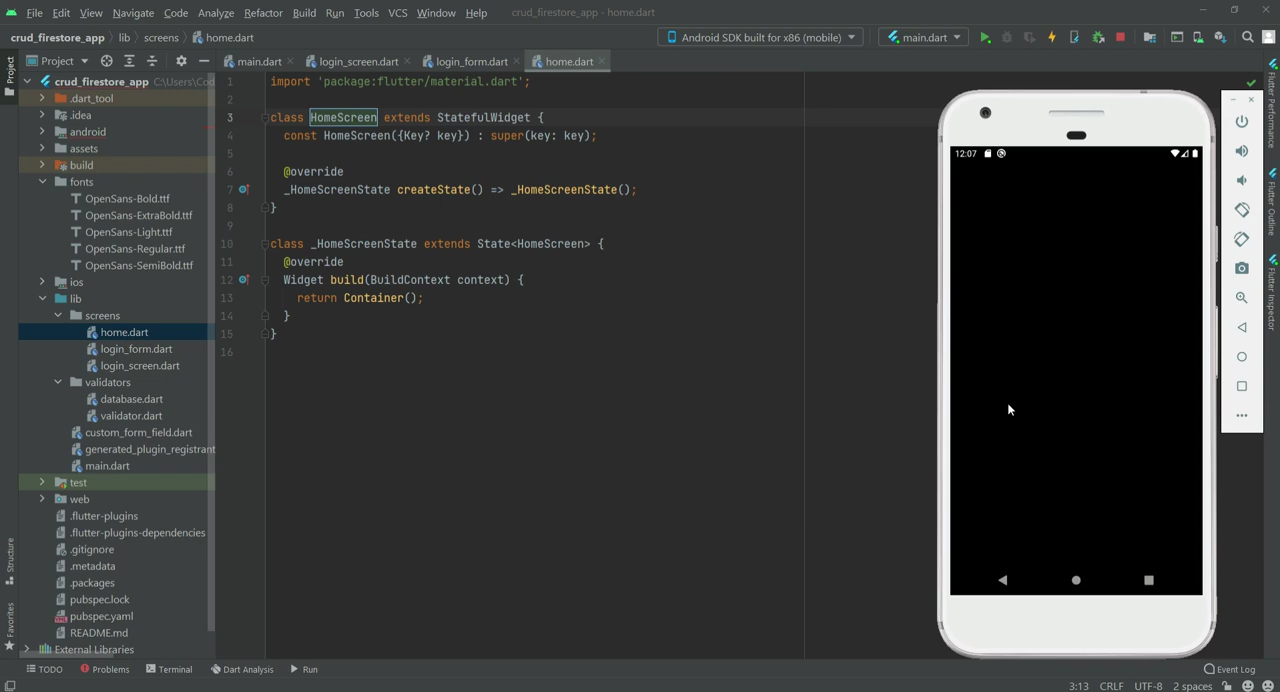 File Edit View Navigate Code Analyze Refactor Build Run Tools VCS Window Help crud_firestore_app - home.dart
crud_firestore_app lib screens home.dart
Android SDK built for x86 (mobile) main.dart
Project
Project
main.dart login_screen.dart login_form.dart home.dart
crud_firestore_app C:\Users\Cod
.dart_tool
.idea
android
assets
build
fonts
OpenSans-Bold.ttf
OpenSans-ExtraBold.ttf
OpenSans-Light.ttf
OpenSans-Regular.ttf
OpenSans-SemiBold.ttf
ios
lib
screens
home.dart
login_form.dart
login_screen.dart
validators
database.dart
validator.dart
custom_form_field.dart
generated_plugin_registrant
main.dart
test
web
.flutter-plugins
.flutter-plugins-dependencies
.gitignore
.metadata
.packages
pubspec.lock
pubspec.yaml
README.md
External Libraries
Structure
Favorites
1 import 'package:flutter/material.dart';
2
3 class HomeScreen extends StatefulWidget {
4 const HomeScreen({Key? key}) : super(key: key);
5
6 @override
7 _HomeScreenState createState() => _HomeScreenState();
8 }
9
10 class _HomeScreenState extends State<HomeScreen> {
11 @override
12 Widget build(BuildContext context) {
13 return Container();
14 }
15 }
16
12:07
Flutter Performance
Flutter Outline
Flutter Inspector
TODO Problems Terminal Dart Analysis Run Event Log
3:13 CRLF UTF-8 2 spaces